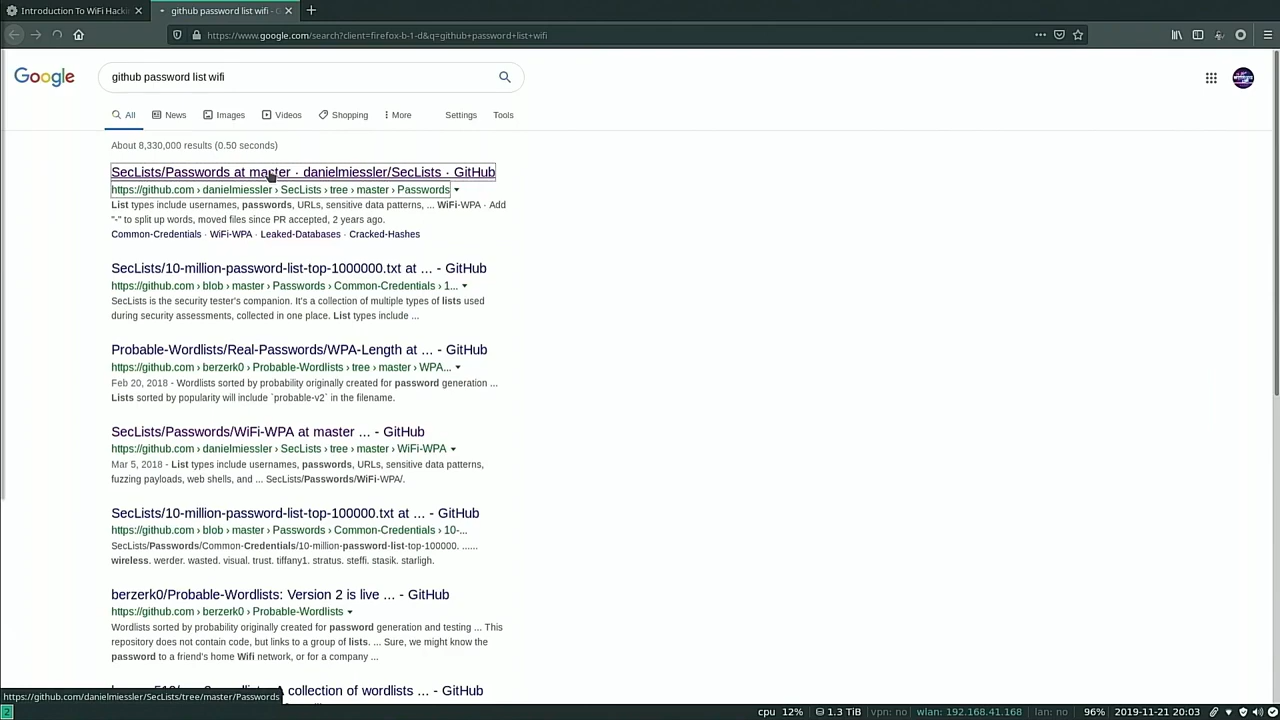 Introduction To WiFi Hackin
github password list wifi - G
https://www.google.com/search?client=firefox-b-1-d&q=github+password+list+wifi
Google
github password list wifi
All News Images Videos Shopping More Settings Tools
About 8,330,000 results (0.50 seconds)
SecLists/Passwords at master · danielmiessler/SecLists · GitHub
https://github.com › danielmiessler › SecLists › tree › master › Passwords
List types include usernames, passwords, URLs, sensitive data patterns, ... WiFi-WPA · Add
"-" to split up words, moved files since PR accepted, 2 years ago.
Common-Credentials · WiFi-WPA · Leaked-Databases · Cracked-Hashes
SecLists/10-million-password-list-top-1000000.txt at ... - GitHub
https://github.com › blob › master › Passwords › Common-Credentials › 1...
SecLists is the security tester's companion. It's a collection of multiple types of lists used
during security assessments, collected in one place. List types include ...
Probable-Wordlists/Real-Passwords/WPA-Length at ... - GitHub
https://github.com › berzerk0 › Probable-Wordlists › tree › master › WPA...
Feb 20, 2018 - Wordlists sorted by probability originally created for password generation ...
Lists sorted by popularity will include `probable-v2` in the filename.
SecLists/Passwords/WiFi-WPA at master ... - GitHub
https://github.com › danielmiessler › SecLists › tree › master › WiFi-WPA
Mar 5, 2018 - List types include usernames, passwords, URLs, sensitive data patterns,
fuzzing payloads, web shells, and ... SecLists/Passwords/WiFi-WPA/.
SecLists/10-million-password-list-top-100000.txt at ... - GitHub
https://github.com › blob › master › Passwords › Common-Credentials › 10-...
SecLists/Passwords/Common-Credentials/10-million-password-list-top-100000. ......
wireless. werder. wasted. visual. trust. tiffany1. stratus. steffi. stasik. starligh.
berzerk0/Probable-Wordlists: Version 2 is live ... - GitHub
https://github.com › berzerk0 › Probable-Wordlists
Wordlists sorted by probability originally created for password generation and testing ... This
repository does not contain code, but links to a group of lists. ... Sure, we might know the
password to a friend's home Wifi network, or for a company ...
collection of wordlists ... - GitHub
https://github.com/danielmiessler/SecLists/tree/master/Passwords
2 cpu 12% 1.3 TiB vpn: no wlan: 192.168.41.168 lan: no 96% 2019-11-21 20:03